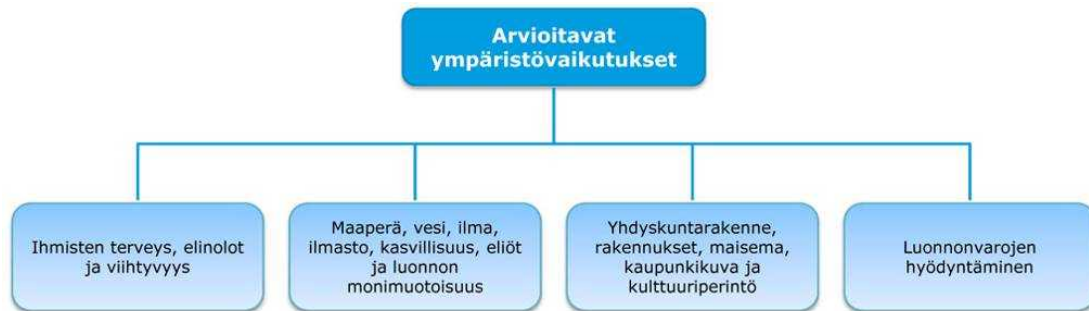 Arvioitavat
ympäristövaikutukset
Ihmisten terveys, elinolot
ja viihtyvyys
Maaperä, vesi, ilma,
ilmasto, kasvillisuus, eliöt
ja luonnon
monimuotoisuus
Yhdyskuntarakenne,
rakennukset, maisema,
kaupunkikuva ja
kulttuuriperintö
Luonnonvarojen
hyödyntäminen